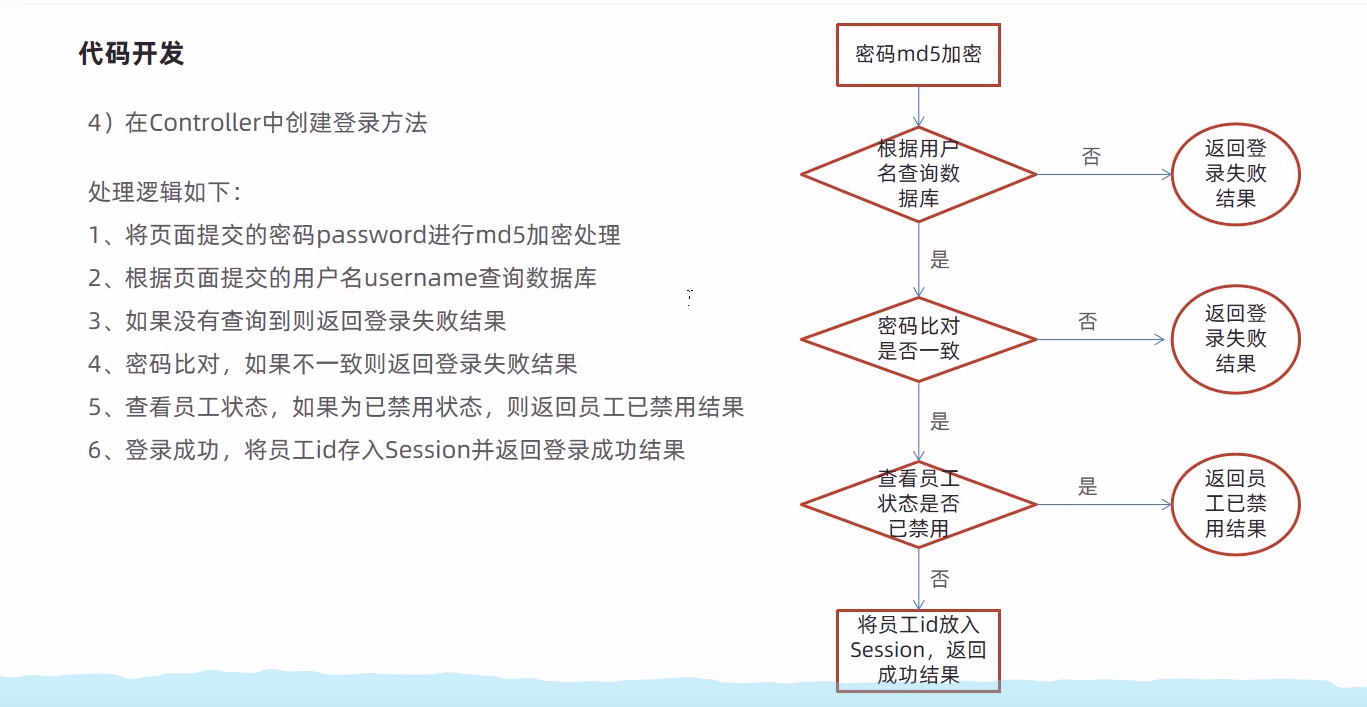 代码开发
4）在Controller中创建登录方法
处理逻辑如下：
1、将页面提交的密码password进行md5加密处理
2、根据页面提交的用户名username查询数据库
3、如果没有查询到则返回登录失败结果
4、密码比对，如果不一致则返回登录失败结果
5、查看员工状态，如果为已禁用状态，则返回员工已禁用结果
6、登录成功，将员工id存入Session并返回登录成功结果
密码md5加密
根据用户
名查询数
据库
否
返回登
录失败
结果
是
密码比对
是否一致
否
返回登
录失败
结果
是
查看员工
状态是否
已禁用
是
返回员
工已禁
用结果
否
将员工id放入
Session，返回
成功结果